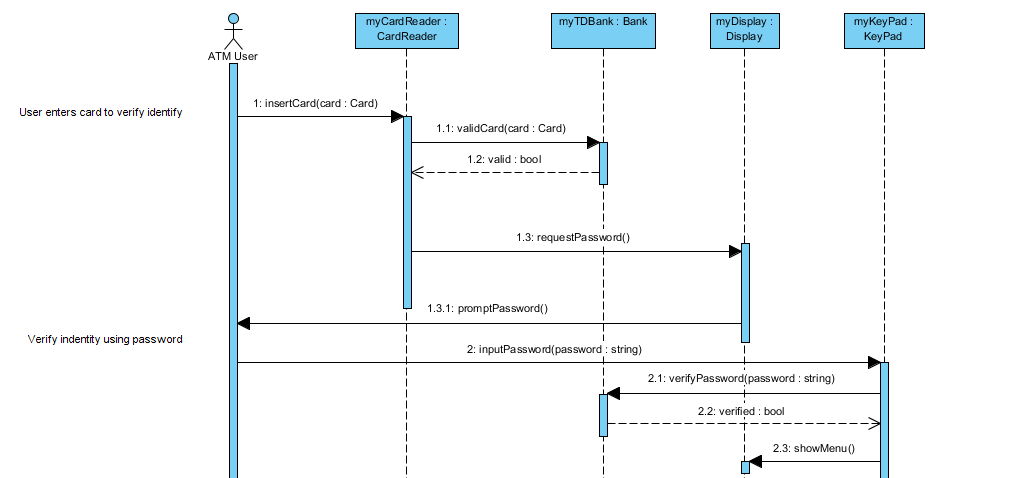 myCardReader :
CardReader
myTDBank : Bank
myDisplay :
Display
myKeyPad :
KeyPad
ATM User
User enters card to verify identify
1: insertCard(card : Card)
1.1: validCard(card : Card)
1.2: valid : bool
1.3: requestPassword()
1.3.1: promptPassword()
Verify indentity using password
2: inputPassword(password : string)
2.1: verifyPassword(password : string)
2.2: verified : bool
2.3: showMenu()